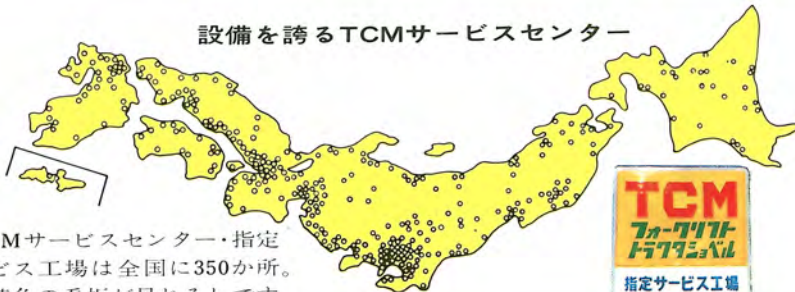 設備を誇るTCMサービスセンター
Mサービスセンター・指定
ビス工場は全国に350か所。
TCM
フォークリフト
トラクタショベル
指定サービス工場